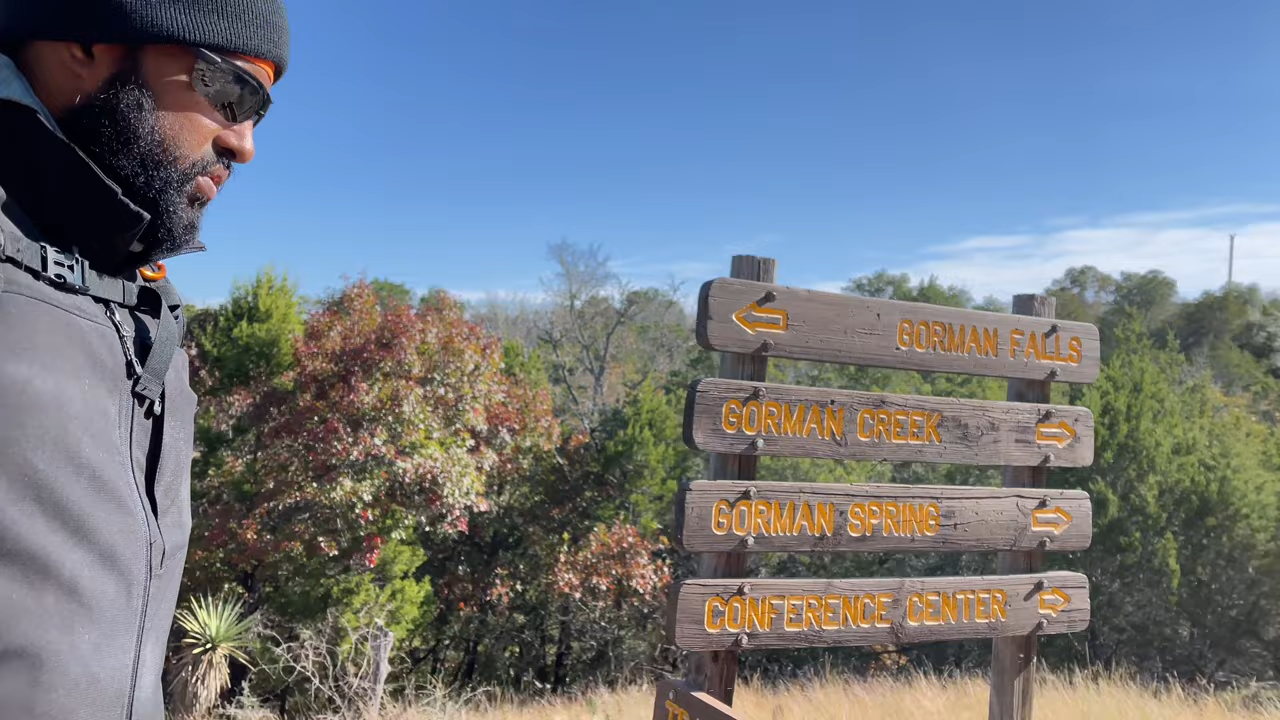 GORMAN FALLS
GORMAN CREEK
GORMAN SPRING
CONFERENCE CENTER